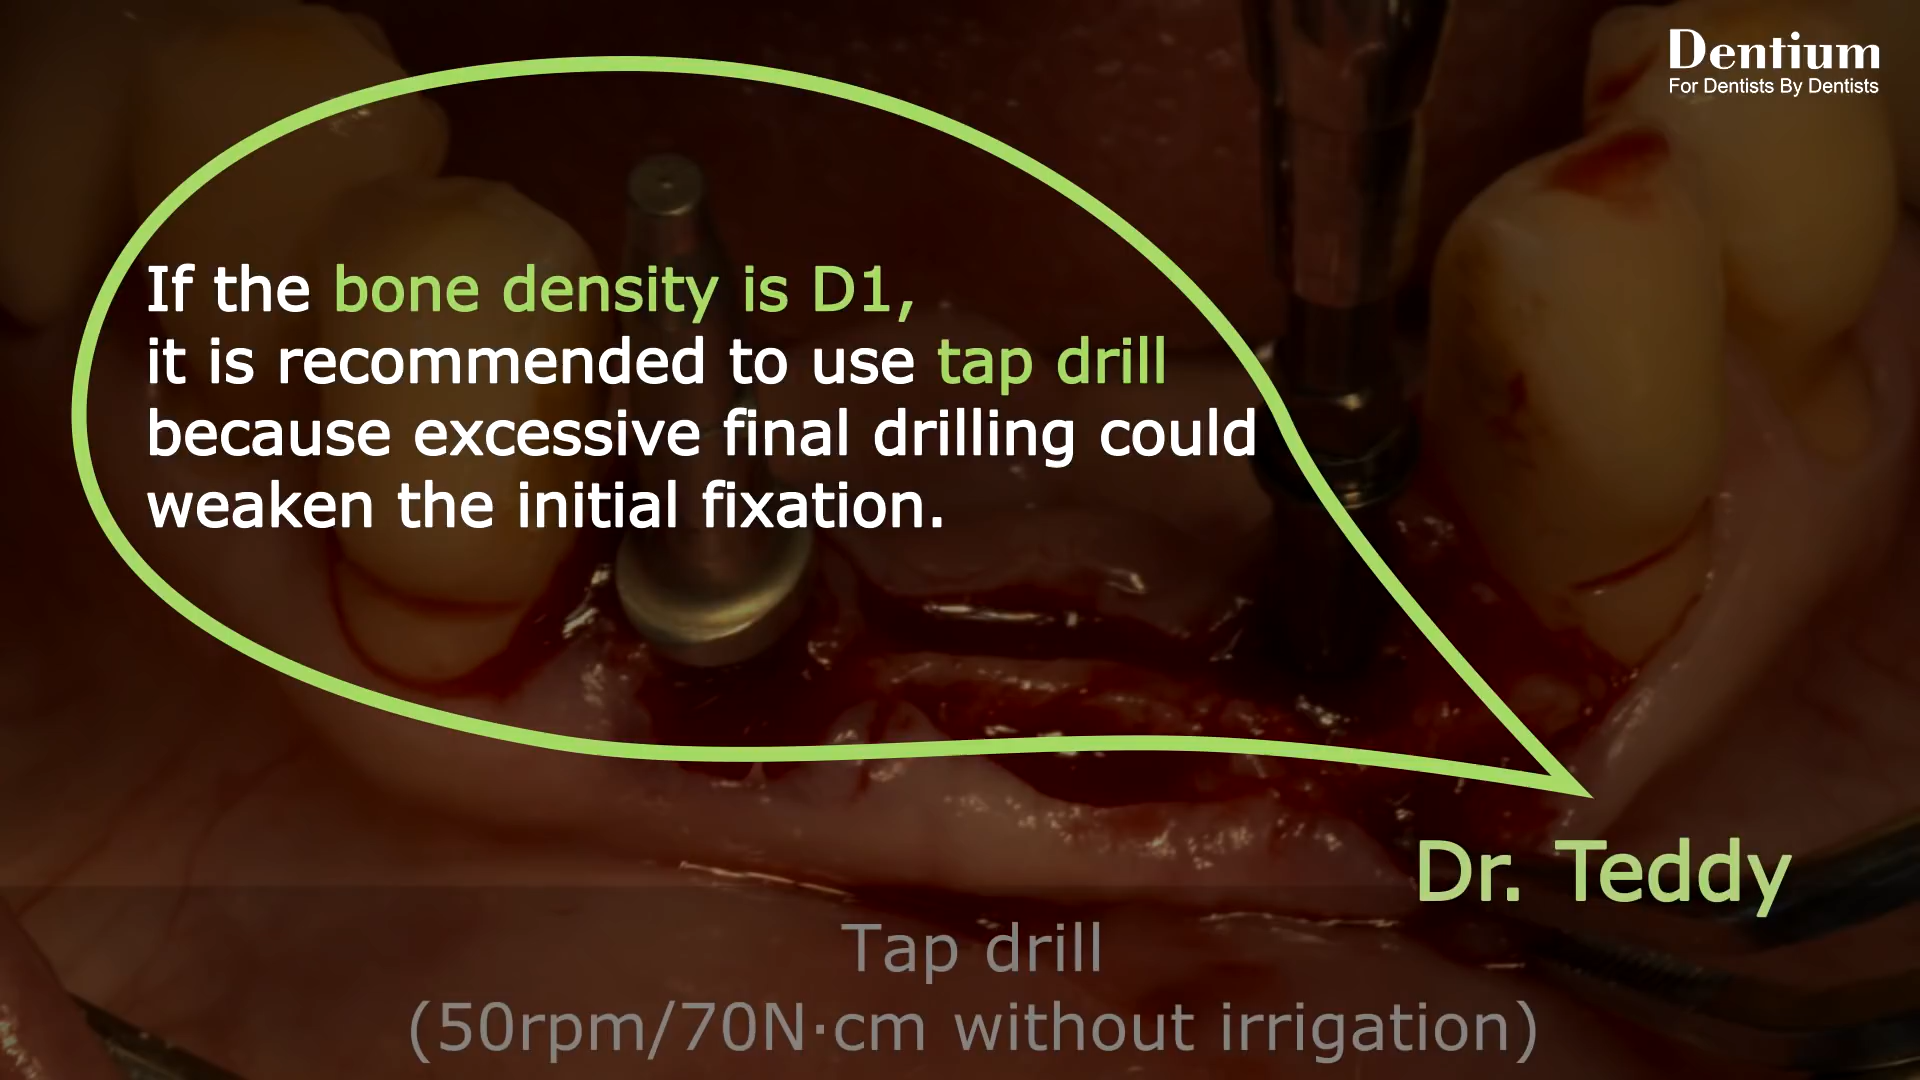 Dentium
For Dentists By Dentists
If the bone density is D1,
it is recommended to use tap drill
because excessive final drilling could
weaken the initial fixation.
Dr. Teddy
Tap drill
(50rpm/70N·cm without irrigation)